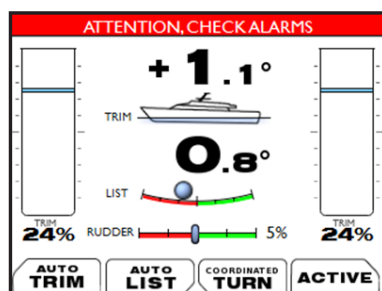 ATTENTION, CHECK ALARMS
+1.1°
TRIM
0.8°
LIST
TRIM
24%
RUDDER
5%
TRIM
24%
AUTO
TRIM
AUTO
LIST
COORDINATED
TURN
ACTIVE